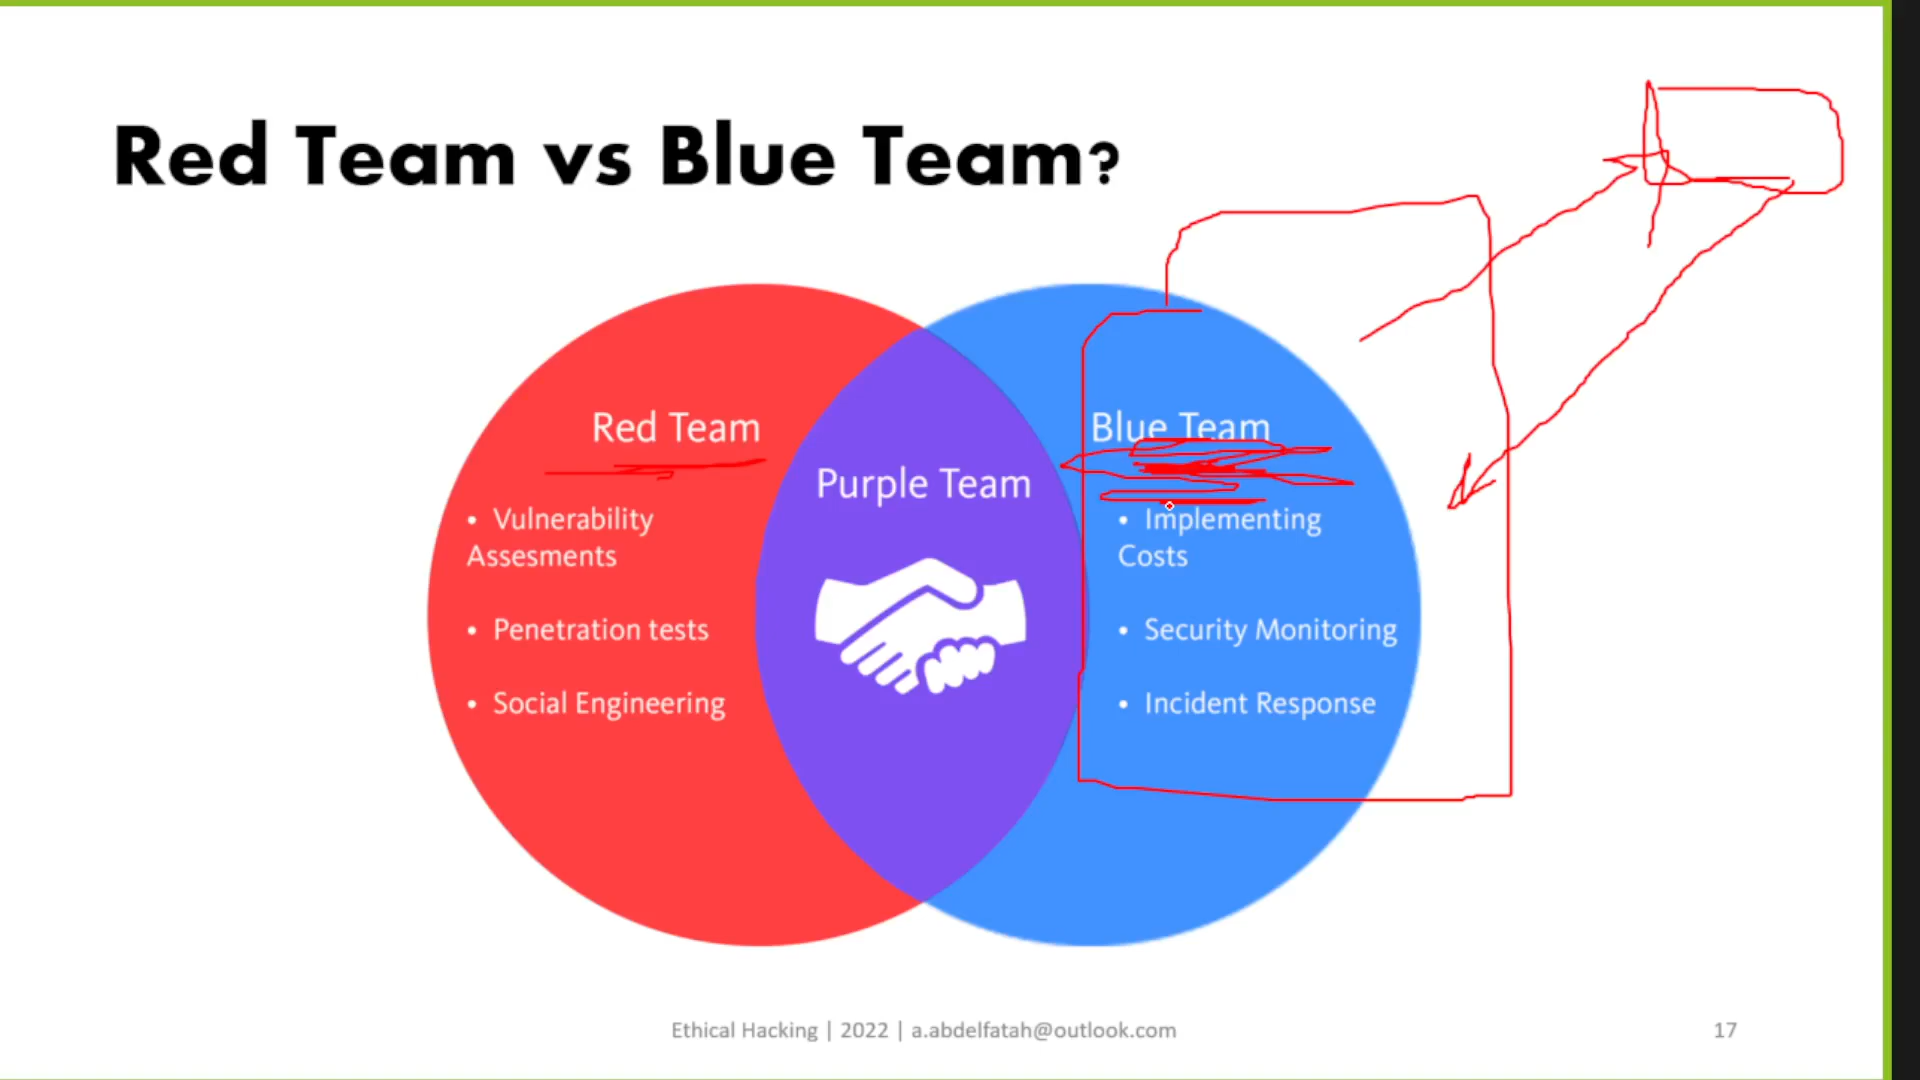 Red Team vs Blue Team?
Red Team
• Vulnerability
Assesments
• Penetration tests
• Social Engineering
Purple Team
Blue Team
• Implementing
Costs
• Security Monitoring
• Incident Response
Ethical Hacking | 2022 | a.abdelfatah@outlook.com
17